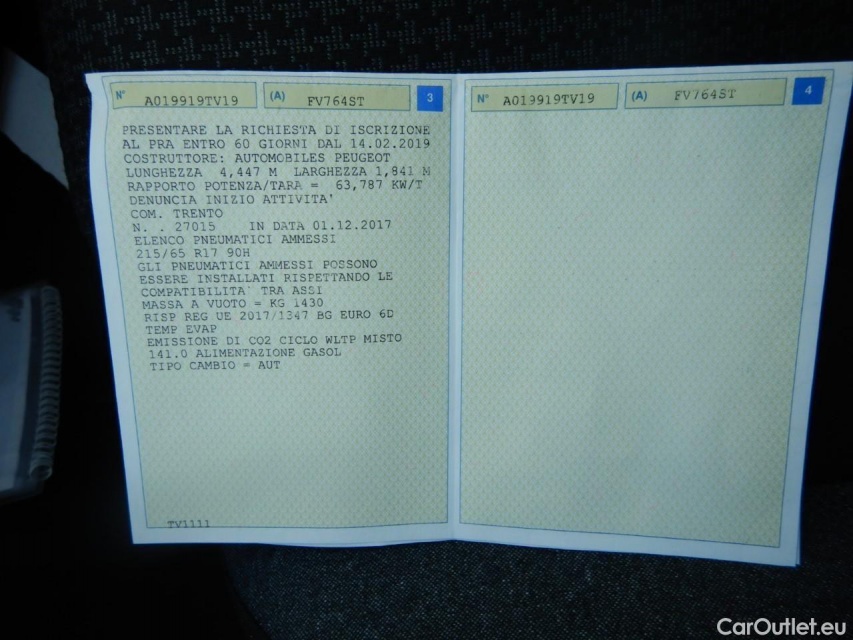 N° A019919TV19 (A) FV764ST 3
PRESENTARE LA RICHIESTA DI ISCRIZIONE
AL PRA ENTRO 60 GIORNI DAL 14.02.2019
COSTRUTTORE: AUTOMOBILES PEUGEOT
LUNGHEZZA 4,447 M LARGHEZZA 1,841 M
RAPPORTO POTENZA/TARA = 63,787 KW/T
DENUNCIA INIZIO ATTIVITA'
COM. TRENTO
N. . 27015 IN DATA 01.12.2017
ELENCO PNEUMATICI AMMESSI
215/65 R17 90H
GLI PNEUMATICI AMMESSI POSSONO
ESSERE INSTALLATI RISPETTANDO LE
COMPATIBILITA' TRA ASSI
MASSA A VUOTO = KG 1430
RISP REG UE 2017/1347 BG EURO 6D
TEMP EVAP
EMISSIONE DI CO2 CICLO WLTP MISTO
141.0 ALIMENTAZIONE GASOL
TIPO CAMBIO = AUT
TV1111
N° A019919TV19 (A) FV764ST 4
CarOutlet.eu